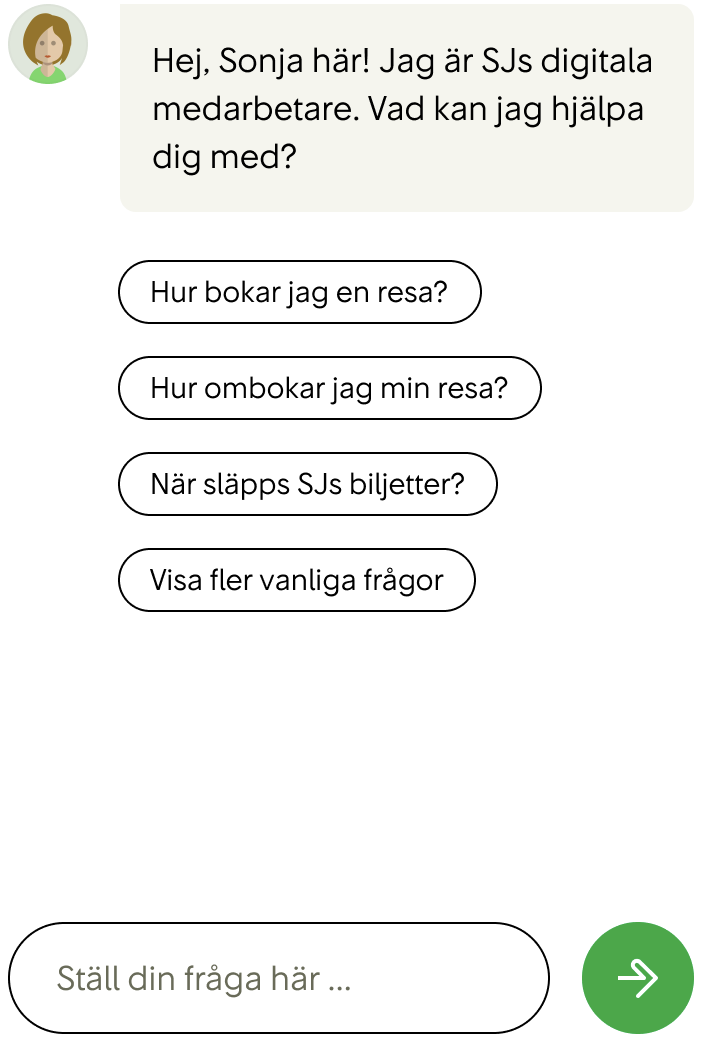 Hej, Sonja här! Jag är SJs digitala
medarbetare. Vad kan jag hjälpa
dig med?
Hur bokar jag en resa?
Hur ombokar jag min resa?
När släpps SJs biljetter?
Visa fler vanliga frågor
Ställ din fråga här ...